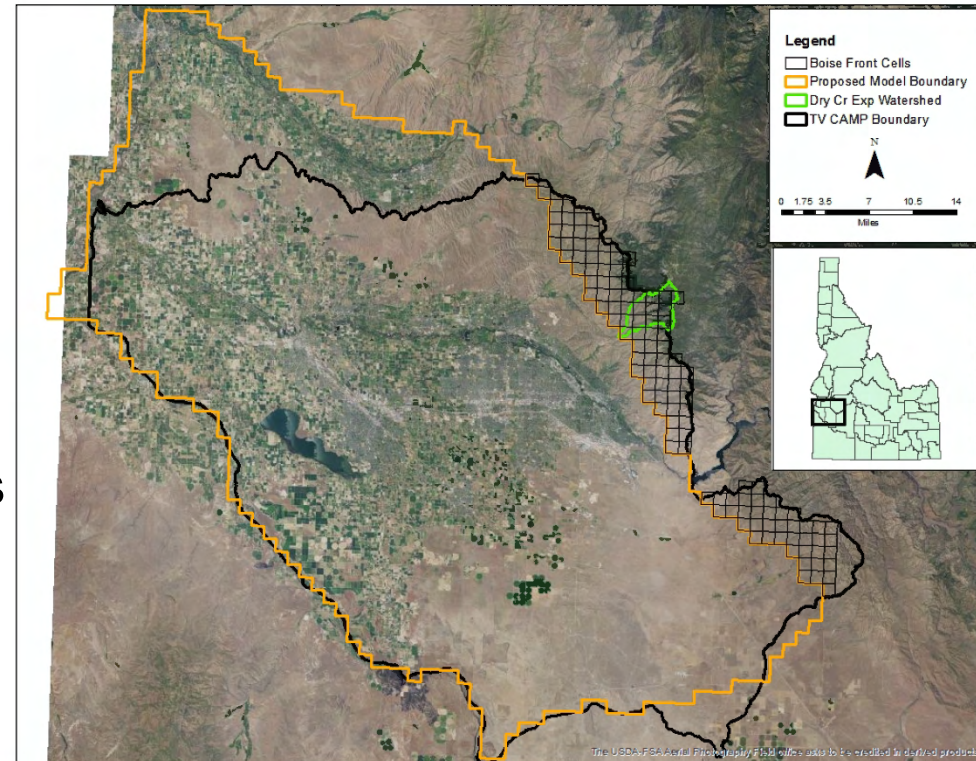 Legend
Boise Front Cells
Proposed Model Boundary
Dry Cr Exp Watershed
TV CAMP Boundary
N
0 1.75 3.5 7 10.5 14
Miles
s
The USDA-FSA Aerial Photography Field office asks to be credited in derived product